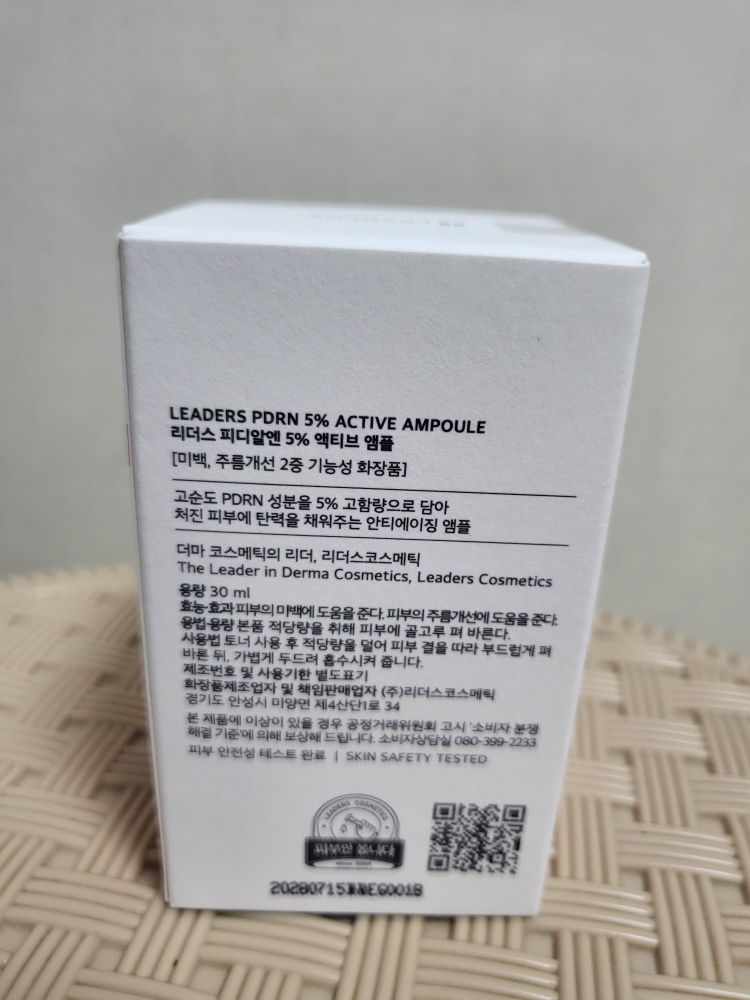 LEADERS PDRN 5% ACTIVE AMPOULE
리더스 피디알엔 5% 액티브 앰플
[미백, 주름개선 2중 기능성 화장품]
고순도 PDRN 성분을 5% 고함량으로 담아
처진 피부에 탄력을 채워주는 안티에이징 앰플
더마 코스메틱의 리더, 리더스코스메틱
The Leader in Derma Cosmetics, Leaders Cosmetics
용량 30 ml
효능·효과 피부의 미백에 도움을 준다. 피부의 주름개선에 도움을 준다.
용법·용량 본품 적당량을 취해 피부에 골고루 펴 바른다.
사용법 토너 사용 후 적당량을 덜어 피부 결을 따라 부드럽게 펴
바른 뒤, 가볍게 두드려 흡수시켜 줍니다.
제조번호 및 사용기한 별도표기
화장품제조업자 및 책임판매업자 (주)리더스코스메틱
경기도 안성시 미양면 제4산단1로 34
본 제품에 이상이 있을 경우 공정거래위원회 고시 '소비자 분쟁
해결 기준'에 의해 보상해 드립니다. 소비자상담실 080-399-2233
피부 안전성 테스트 완료 | SKIN SAFETY TESTED
LEADERS COSMETICS
20280715